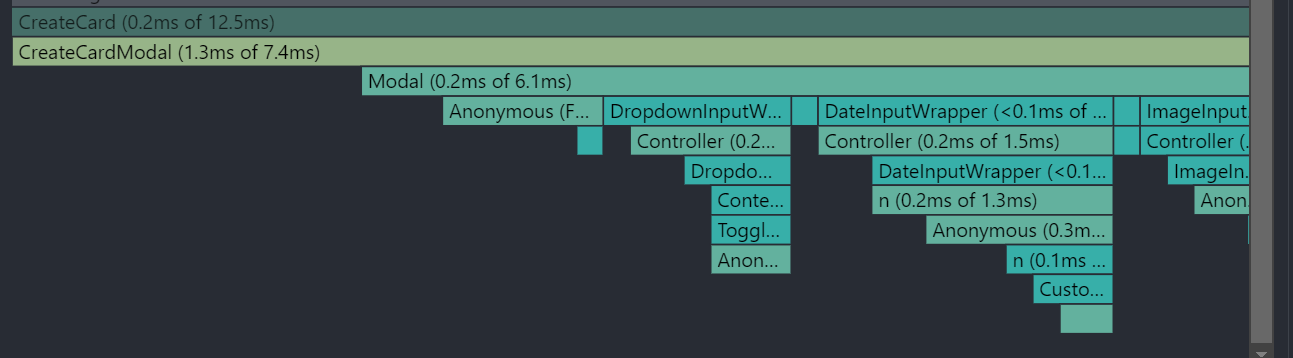 CreateCard (0.2ms of 12.5ms)
CreateCardModal (1.3ms of 7.4ms)
Modal (0.2ms of 6.1ms)
Anonymous (F... DropdownInputW... DateInputWrapper (<0.1ms of ... ImageInput...
Controller (0.2... Controller (0.2ms of 1.5ms) Controller (...
Dropdo... DateInputWrapper (<0.1... ImageIn...
Conte... n (0.2ms of 1.3ms) Anon...
Toggl... Anonymous (0.3m...
Anon... n (0.1ms ...
Custo...